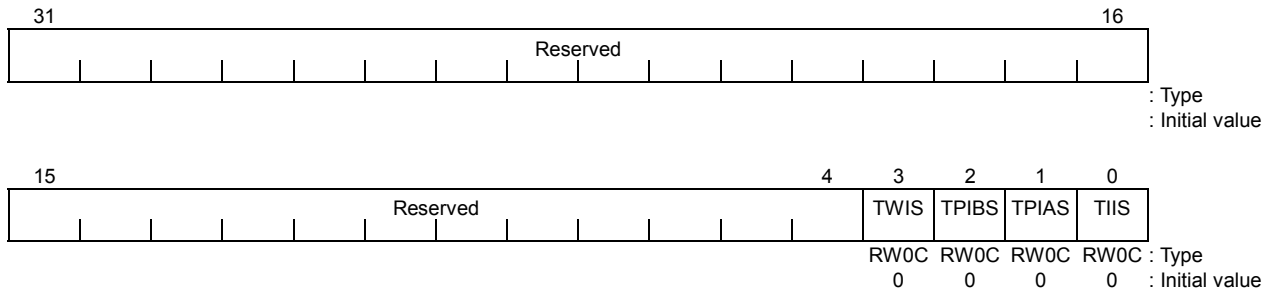 31 16
Reserved
: Type
: Initial value
15 4 3 2 1 0
Reserved TWIS TPIBS TPIAS TIIS
RW0C RW0C RW0C RW0C : Type
0 0 0 0 : Initial value